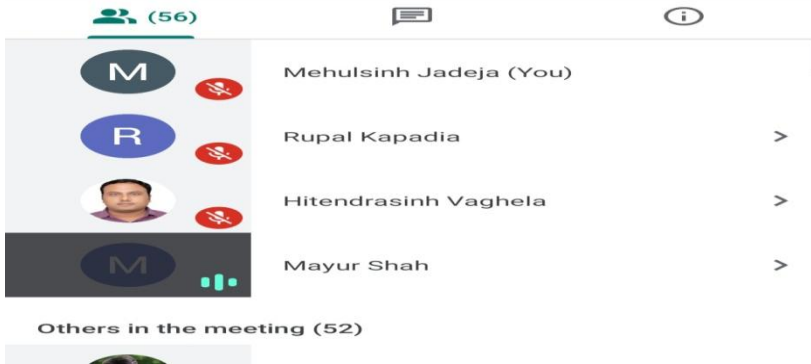 (56)
M
Mehulsinh Jadeja (You)
R
Rupal Kapadia
Hitendrasinh Vaghela
M
Mayur Shah
Others in the meeting (52)